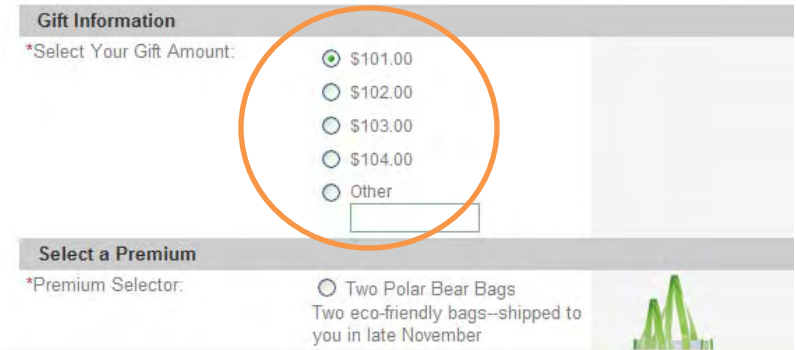 Gift Information
*Select Your Gift Amount:
$101.00
$102.00
$103.00
$104.00
Other
Select a Premium
*Premium Selector:
Two Polar Bear Bags
Two eco-friendly bags--shipped to
you in late November